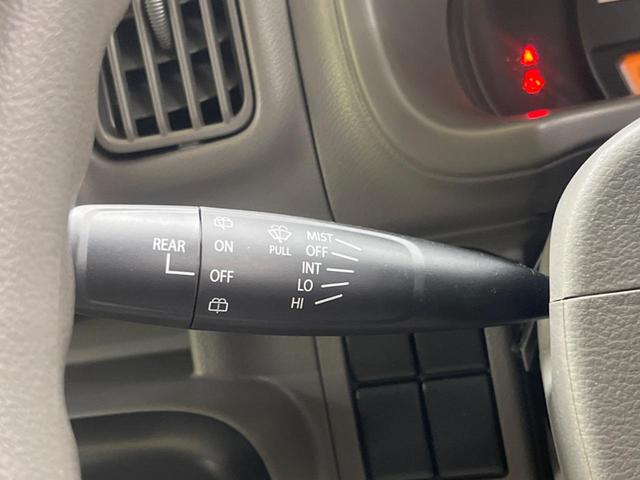 REAR
ON
OFF
PULL
MIST
OFF
INT
LO
HI